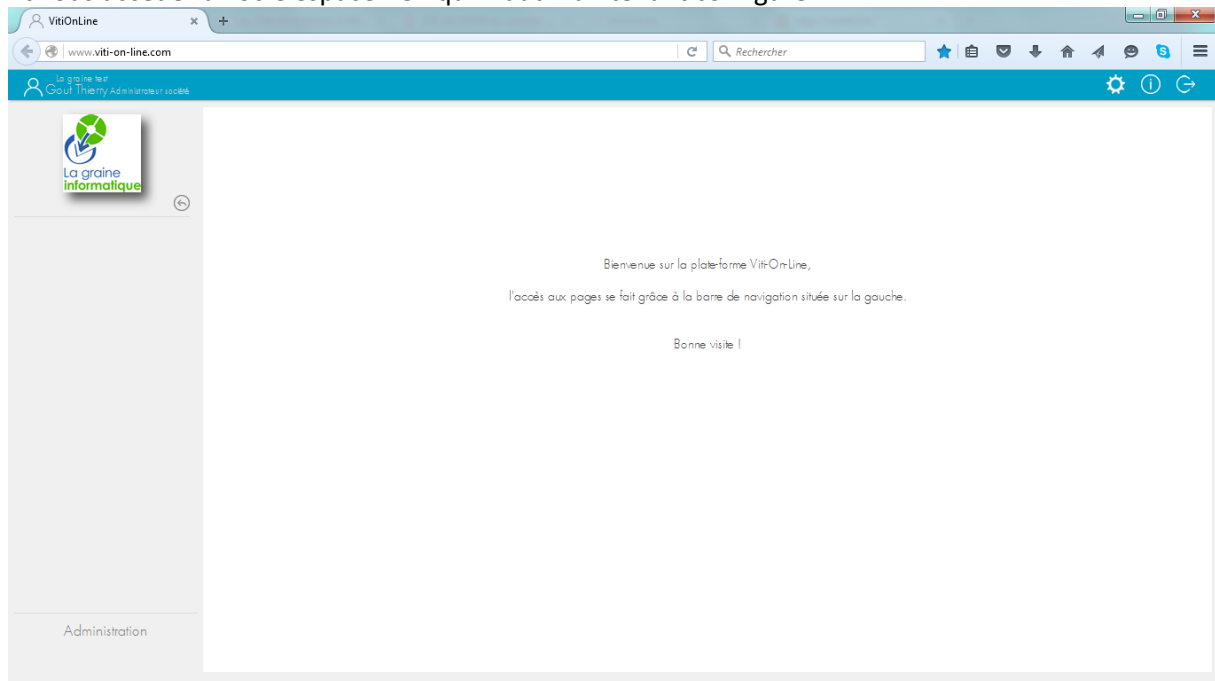 VitiOnLine
www.viti-on-line.com
Rechercher
La graine test
Gout Thierry Administrateur société
La graine
informatique
Bienvenue sur la plate-forme Viti-On-Line,
l'accès aux pages se fait grâce à la barre de navigation située sur la gauche.
Bonne visite !
Administration